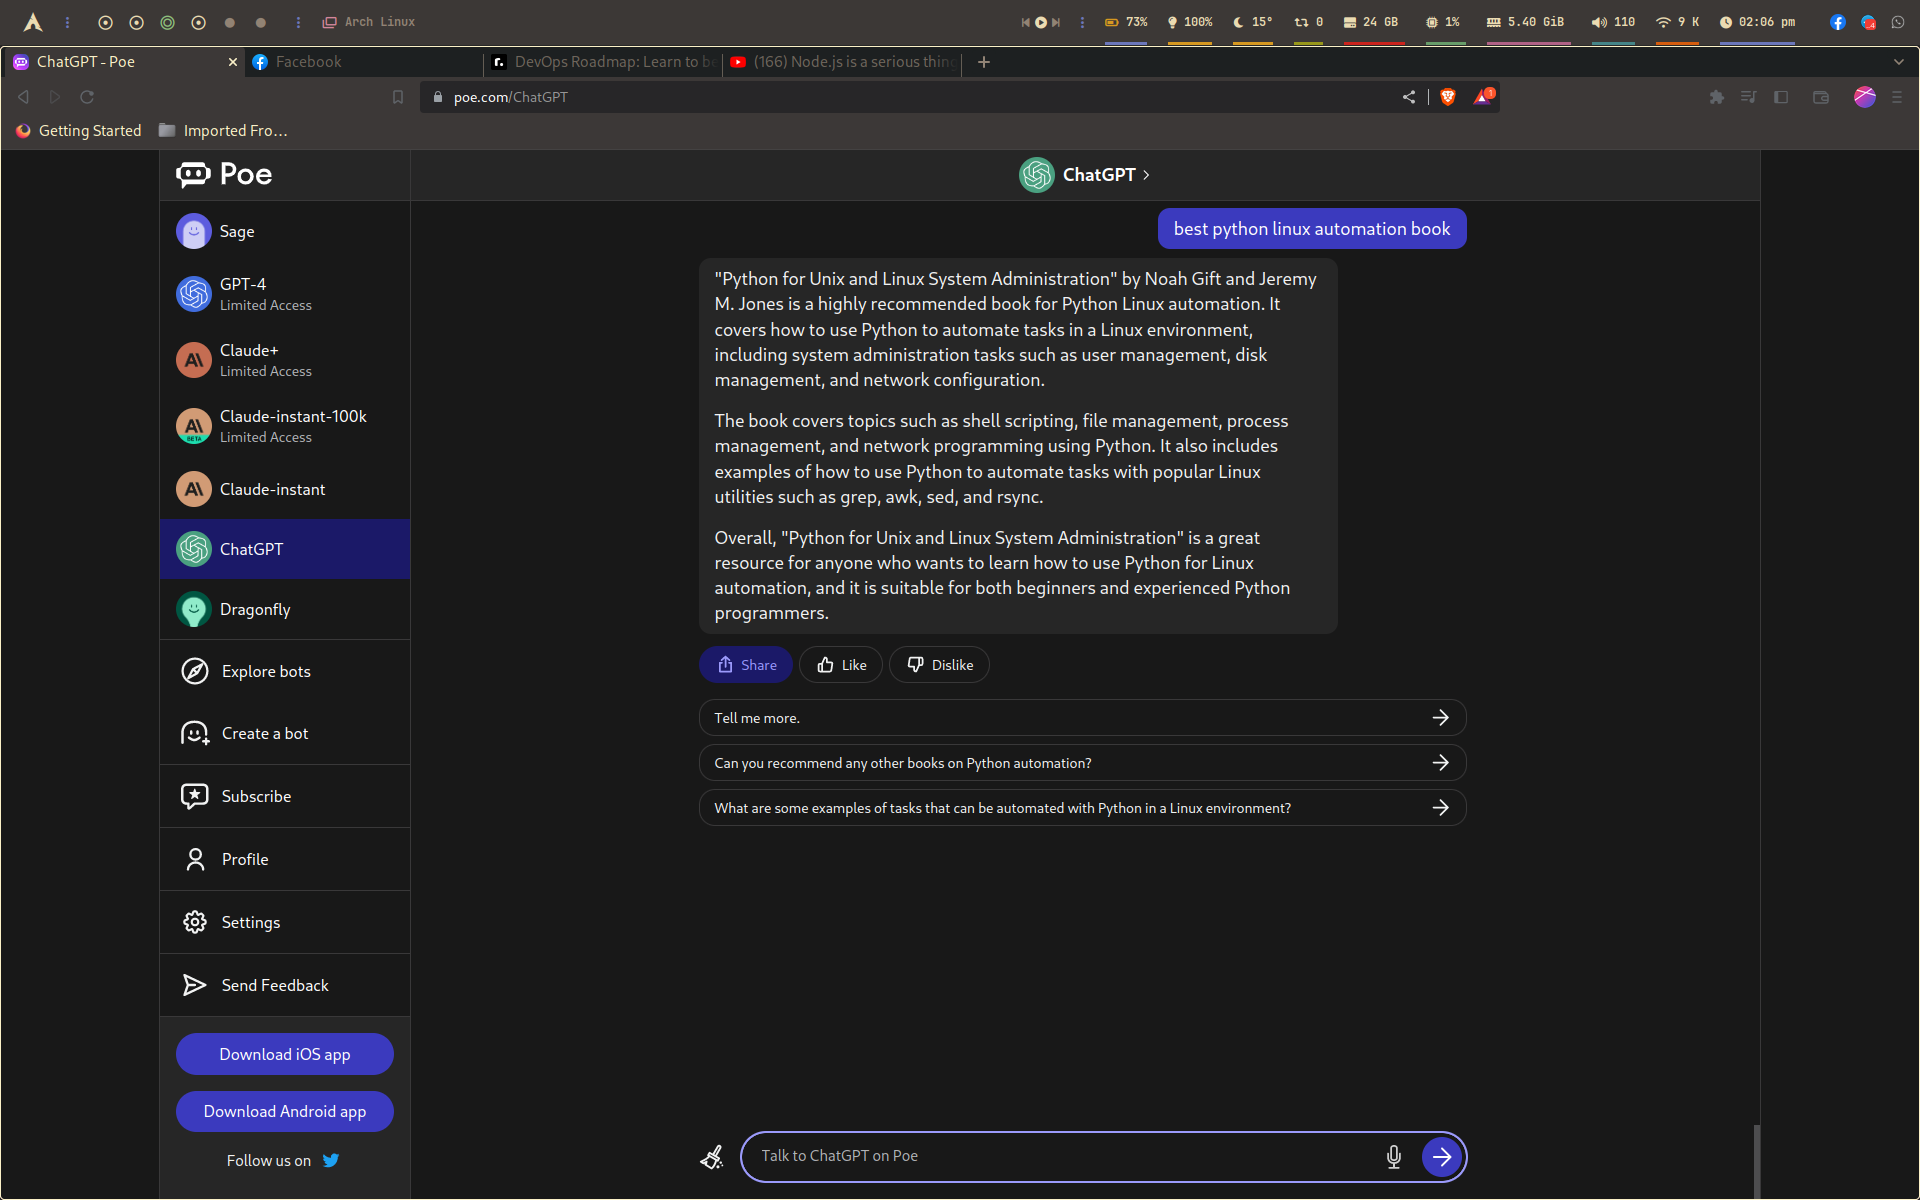 Arch Linux
73%
100%
15°
0
24 GB
1%
5.40 GiB
110
9 K
02:06 pm
ChatGPT - Poe
Facebook
DevOps Roadmap: Learn to be
(166) Node.js is a serious thing
poe.com/ChatGPT
1
Getting Started
Imported Fro...
Poe
ChatGPT
Sage
GPT-4
Limited Access
Claude+
Limited Access
Claude-instant-100k
Limited Access
BETA
Claude-instant
ChatGPT
Dragonfly
Explore bots
Create a bot
Subscribe
Profile
Settings
Send Feedback
Download iOS app
Download Android app
Follow us on
best python linux automation book
"Python for Unix and Linux System Administration" by Noah Gift and Jeremy
M. Jones is a highly recommended book for Python Linux automation. It
covers how to use Python to automate tasks in a Linux environment,
including system administration tasks such as user management, disk
management, and network configuration.
The book covers topics such as shell scripting, file management, process
management, and network programming using Python. It also includes
examples of how to use Python to automate tasks with popular Linux
utilities such as grep, awk, sed, and rsync.
Overall, "Python for Unix and Linux System Administration" is a great
resource for anyone who wants to learn how to use Python for Linux
automation, and it is suitable for both beginners and experienced Python
programmers.
Share
Like
Dislike
Tell me more.
Can you recommend any other books on Python automation?
What are some examples of tasks that can be automated with Python in a Linux environment?
Talk to ChatGPT on Poe